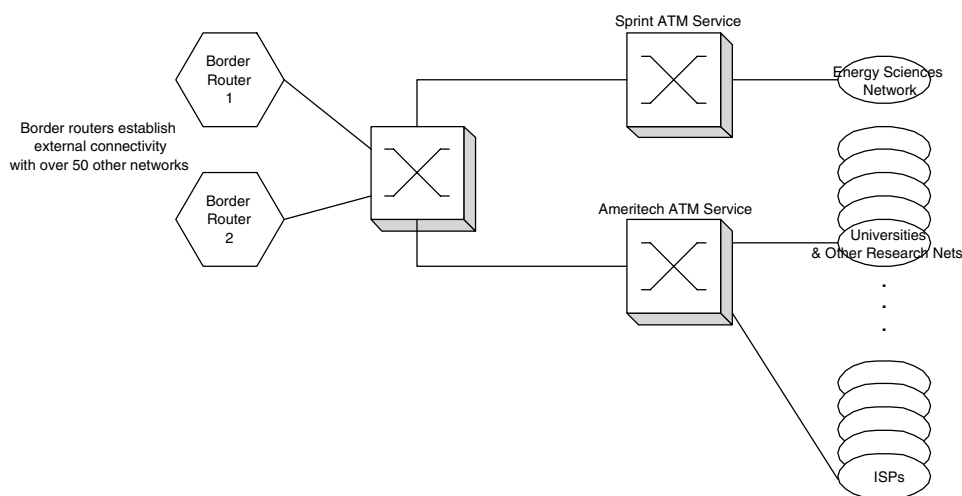 Sprint ATM Service
Border
Router
1
Energy Sciences
Network
Border routers establish
external connectivity
with over 50 other networks
Border
Router
2
Ameritech ATM Service
Universities
& Other Research Nets
.
.
.
ISPs